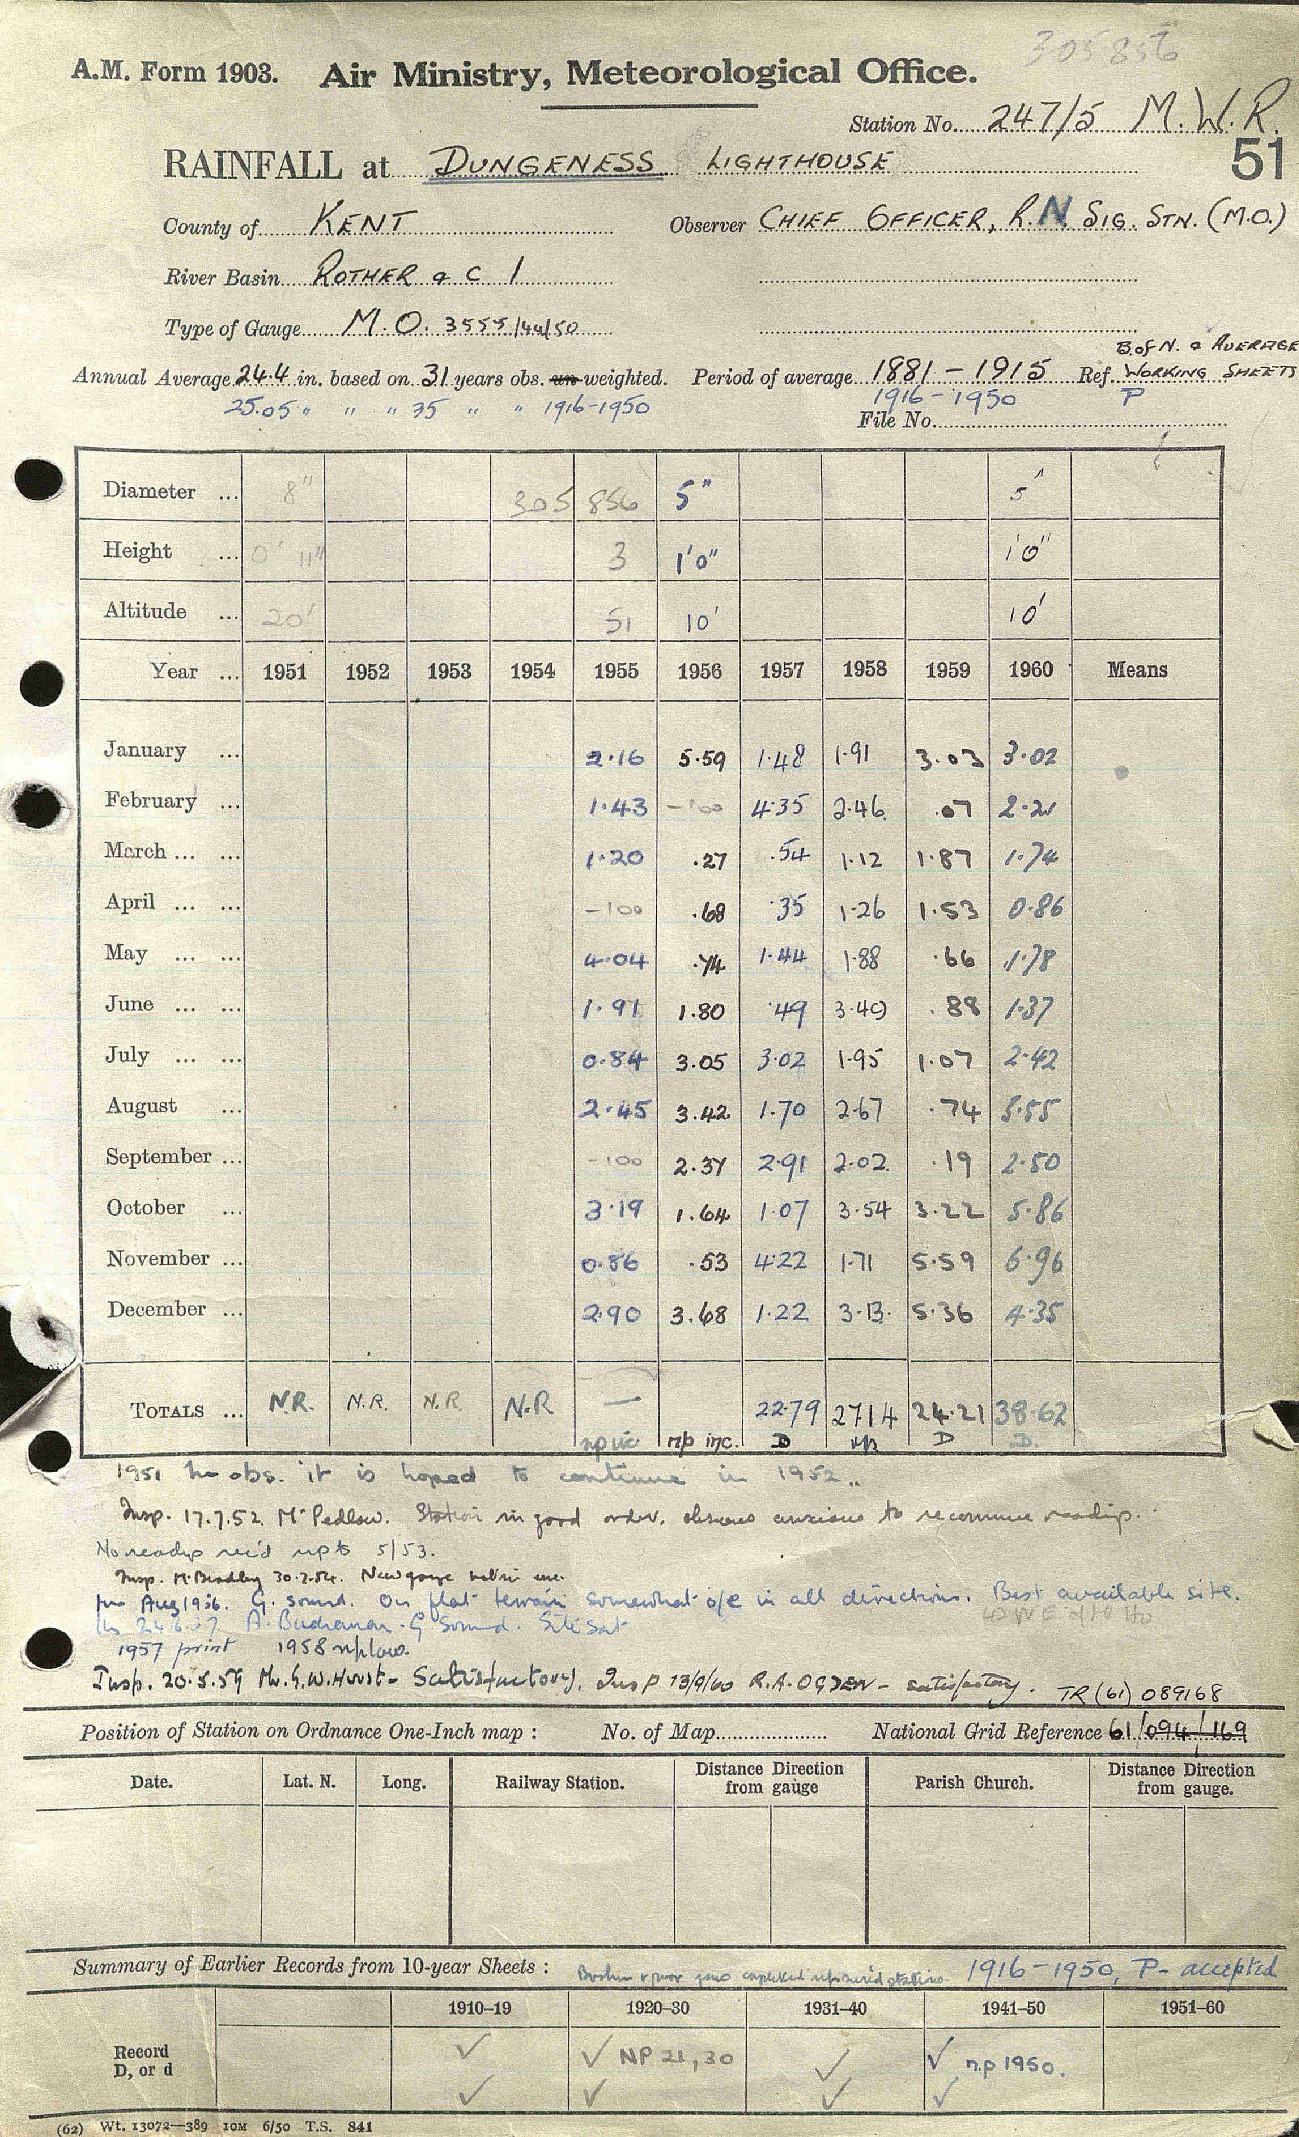 305856
A.M. Form 1903. Air Ministry, Meteorological Office.
Station No. 247/5 M.W.R.
51
RAINFALL at DUNGENESS LIGHTHOUSE
County of KENT Observer CHIEF OFFICER, R.N. SIG. STN. (M.O.)
River Basin ROTHER & C 1
Type of Gauge M.O. 3555/44/50
B of N. & AVERAGE
Annual Average 24.4 in. based on 31 years obs. un-weighted. Period of average 1881-1915 Ref. WORKING SHEETS
25.05 " " " 35 " " 1916-1950 1916-1950 P
File No.
Diameter ... 8" 305 856 5" 5"
Height ... 0' 11" 3 1'0" 1'0"
Altitude ... 20' 51 10' 10'
Year ... 1951 1952 1953 1954 1955 1956 1957 1958 1959 1960 Means
January ... 2.16 5.59 1.48 1.91 3.03 3.02
February ... 1.43 -100 4.35 2.46 .07 2.21
March ... ... 1.20 .27 .54 1.12 1.87 1.74
April ... ... -100 .68 .35 1.26 1.53 0.86
May ... ... 4.04 .74 1.44 1.88 .66 1.78
June ... ... 1.91 1.80 .49 3.49 .88 1.37
July ... ... 0.84 3.05 3.02 1.95 1.07 2.42
August ... 2.45 3.42 1.70 2.67 .74 5.55
September ... -100 2.37 2.91 2.02 .19 2.50
October ... 3.19 1.64 1.07 3.54 3.22 5.86
November ... 0.86 .53 4.22 1.71 5.59 6.96
December ... 2.90 3.68 1.22 3.13 5.36 4.35
TOTALS ... N.R. N.R. N.R. N.R. — 22.79 27.14 24.21 38.62
np inc np inc. D np D D.
1951 no obs. it is hoped to continue in 1952..
Insp. 17.7.52. Mr Pedlow. Station in good order, observer anxious to recommence readings.
No readings rec'd up to 5/53.
Insp. Mr Bradley 30.2.54. New gauge not in use.
Ins Aug 1956. G. sound. On flat terrain somewhat o/e in all directions. Best available site.
A. Buchanan. G sound. Site sat
1957 print 1958 np low.
Insp. 20.5.59 Mr. G.W. Hurst - Satisfactory. Insp 13/9/60 R.A. OGDEN - satisfactory. TR (61) 089168
Position of Station on Ordnance One-Inch map : No. of Map National Grid Reference 61/094/169
Date. Lat. N. Long. Railway Station. Distance Direction from gauge Parish Church. Distance Direction from gauge.
Summary of Earlier Records from 10-year Sheets : 1916-1950, P- accepted
1910-19 1920-30 1931-40 1941-50 1951-60
Record D, or d ✓ ✓ NP 21, 30 ✓ ✓ n.p 1950.
✓ ✓ ✓ ✓
(62) Wt. 13072—389 10M 6/50 T.S. 841